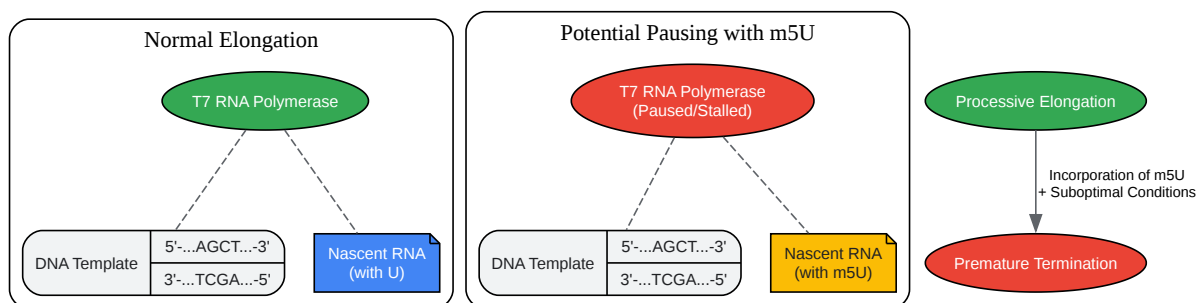 Normal Elongation
T7 RNA Polymerase
DNA Template
5'-...AGCT...-3'
3'-...TCGA...-5'
Nascent RNA
(with U)
Potential Pausing with m5U
T7 RNA Polymerase
(Paused/Stalled)
DNA Template
5'-...AGCT...-3'
3'-...TCGA...-5'
Nascent RNA
(with m5U)
Processive Elongation
Incorporation of m5U
+ Suboptimal Conditions
Premature Termination